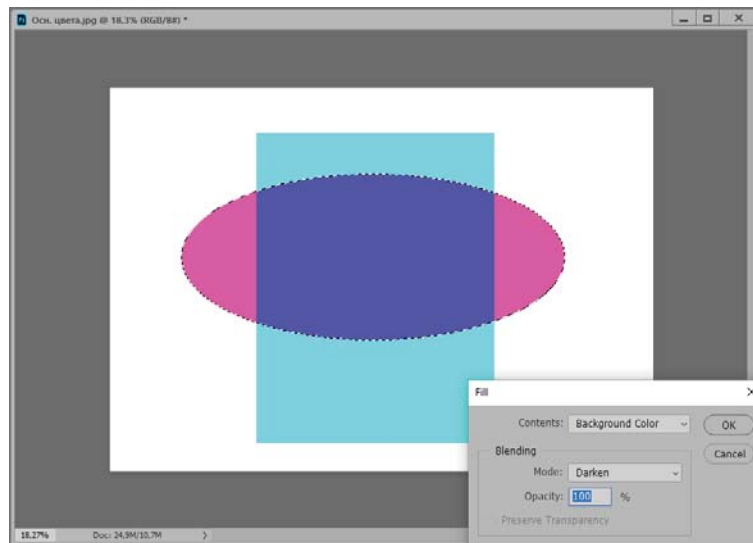 Ps Осн. цвета.jpg @ 18.3% (RGB/8#) *
Fill
Contents: Background Color
OK
Cancel
Blending
Mode: Darken
Opacity: 100 %
Preserve Transparency
18,27% Doc: 24,9M/10,7M